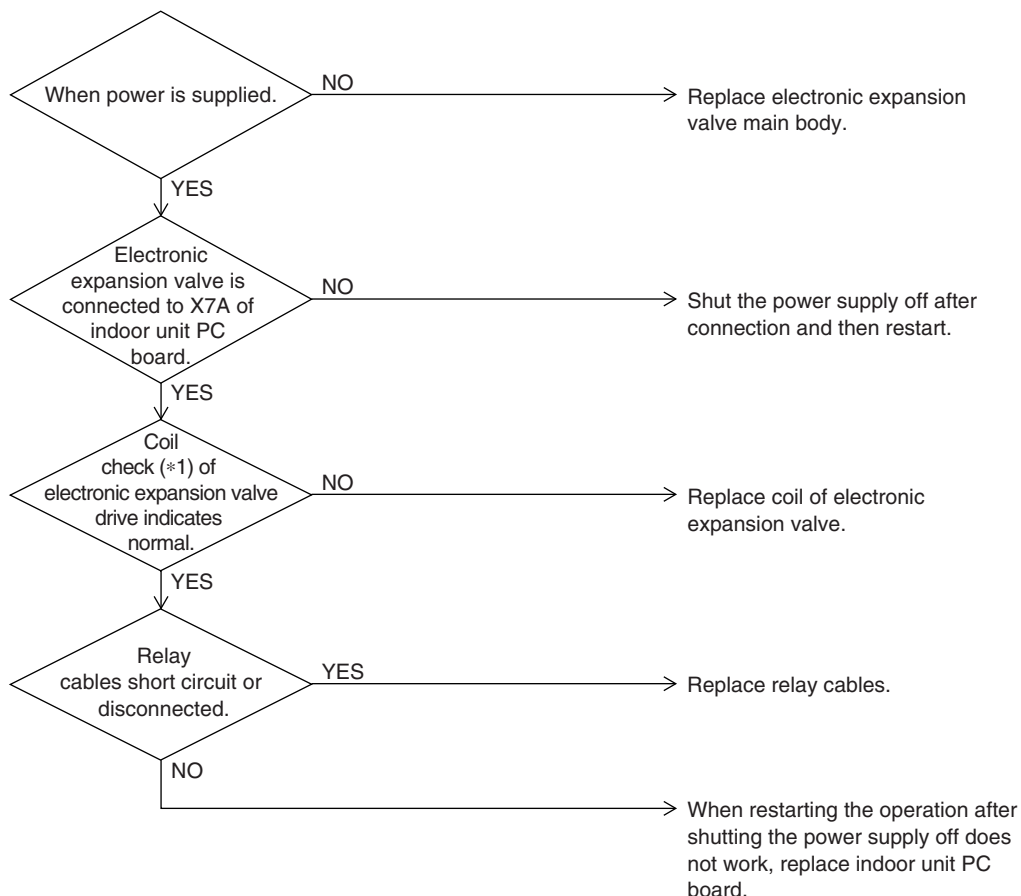 When power is supplied.
NO
Replace electronic expansion
valve main body.
YES
Electronic
expansion valve is
connected to X7A of
indoor unit PC
board.
NO
Shut the power supply off after
connection and then restart.
YES
Coil
check (*1) of
electronic expansion valve
drive indicates
normal.
NO
Replace coil of electronic
expansion valve.
YES
Relay
cables short circuit or
disconnected.
YES
Replace relay cables.
NO
When restarting the operation after
shutting the power supply off does
not work, replace indoor unit PC
board.